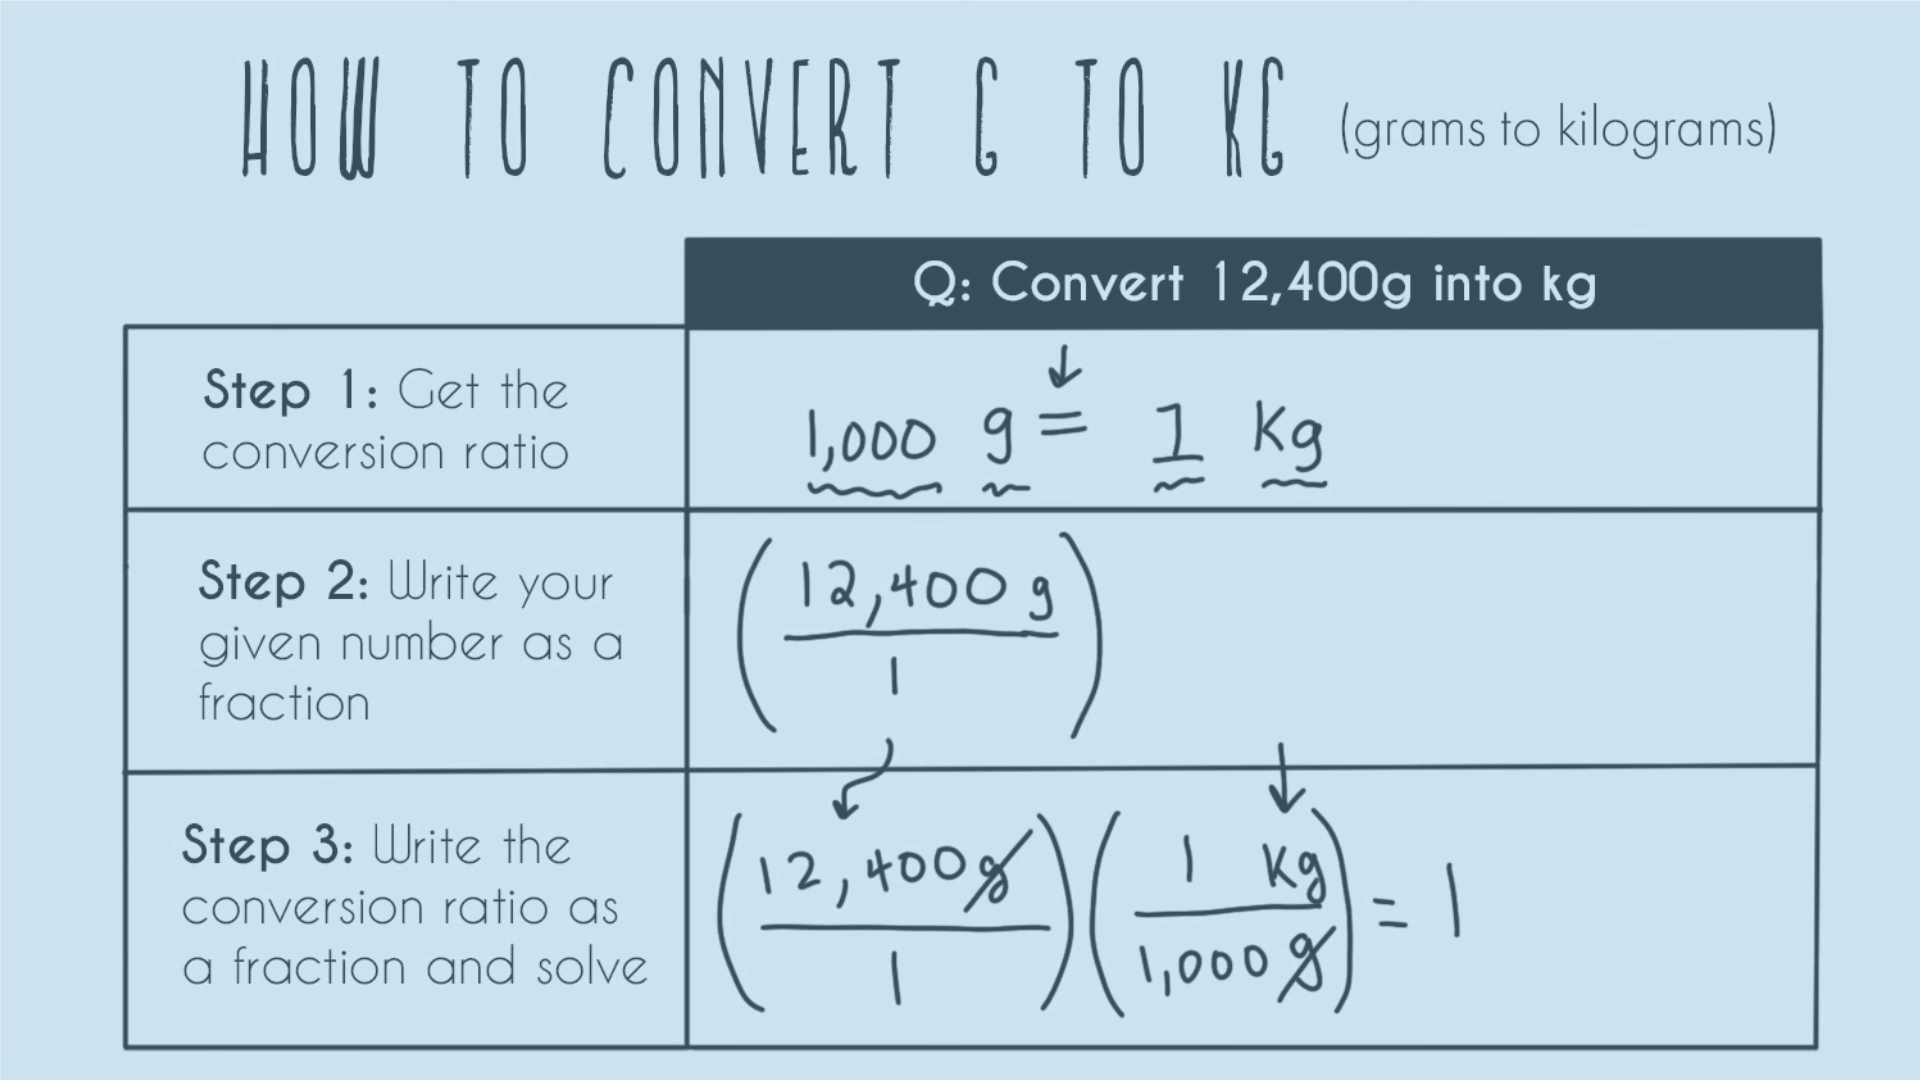 HOW TO CONVERT G TO KG (grams to kilograms)
Q: Convert 12,400g into kg
Step 1: Get the
conversion ratio
1,000 g = 1 Kg
Step 2: Write your
given number as a
fraction
12,400 g
1
Step 3: Write the
conversion ratio as
a fraction and solve
(12,400g/1)(1 Kg/1,000g) = 1